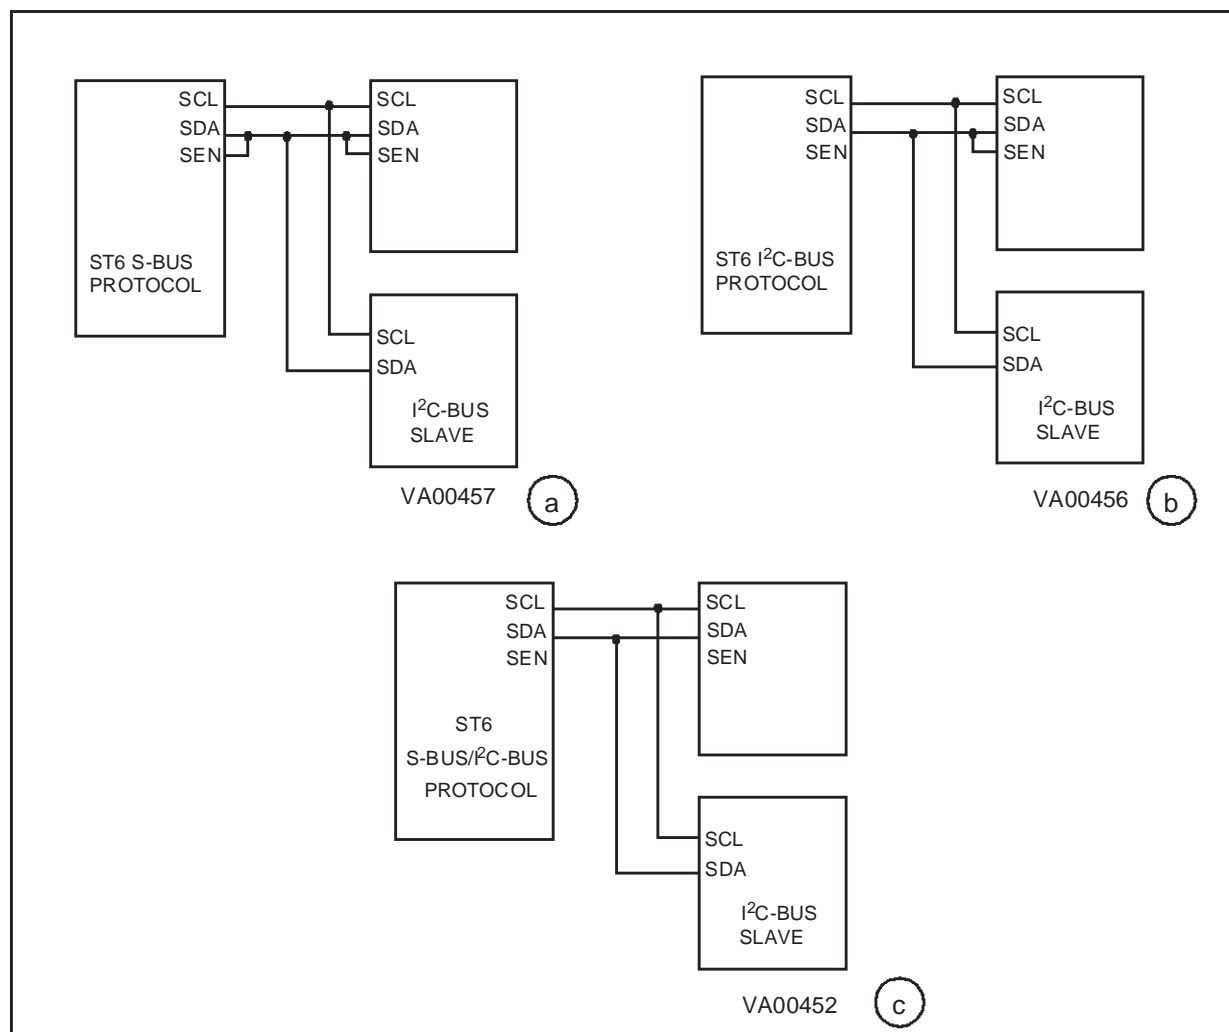 SCL
SDA
SEN
ST6 S-BUS
PROTOCOL
SCL
SDA
SEN
SCL
SDA
I²C-BUS
SLAVE
VA00457
a
SCL
SDA
SEN
ST6 I²C-BUS
PROTOCOL
SCL
SDA
SEN
SCL
SDA
I²C-BUS
SLAVE
VA00456
b
SCL
SDA
SEN
ST6
S-BUS/I²C-BUS
PROTOCOL
SCL
SDA
SEN
SCL
SDA
I²C-BUS
SLAVE
VA00452
c